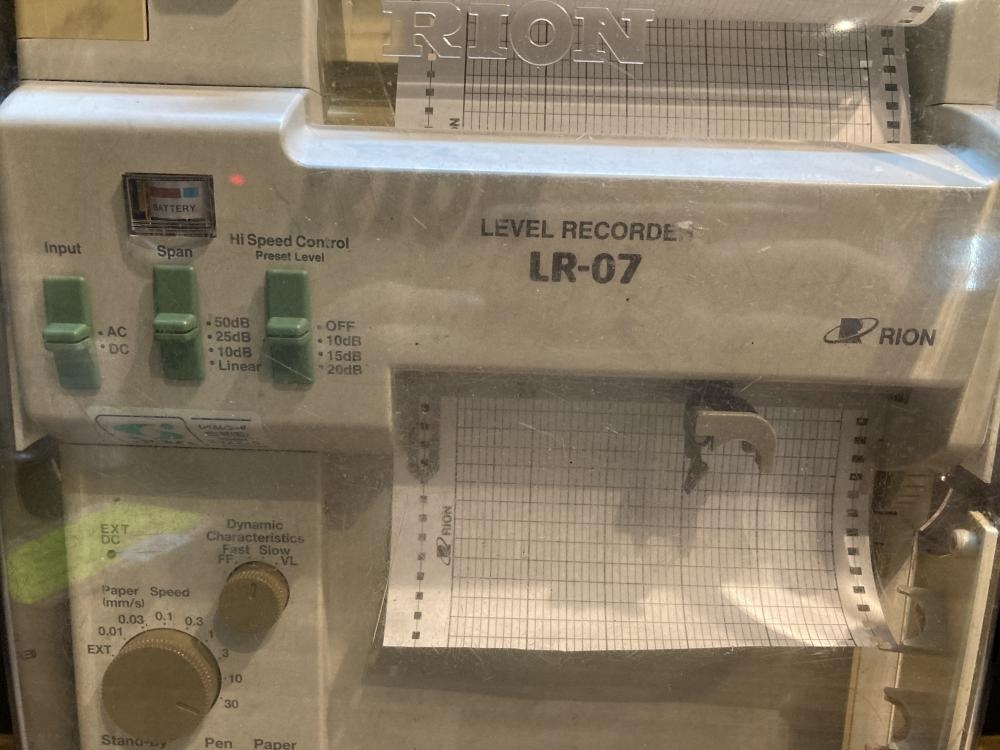 RION
BATTERY
Input
Span
Hi Speed Control
Preset Level
LEVEL RECORDER
LR-07
AC
DC
50dB
25dB
10dB
Linear
OFF
10dB
15dB
20dB
RION
RION
EXT
DC
Dynamic
Characteristics
Fast Slow
FF VL
Paper Speed
(mm/s)
EXT 0.01 0.03 0.1 0.3 1 3 10 30
Stand-by Pen Paper